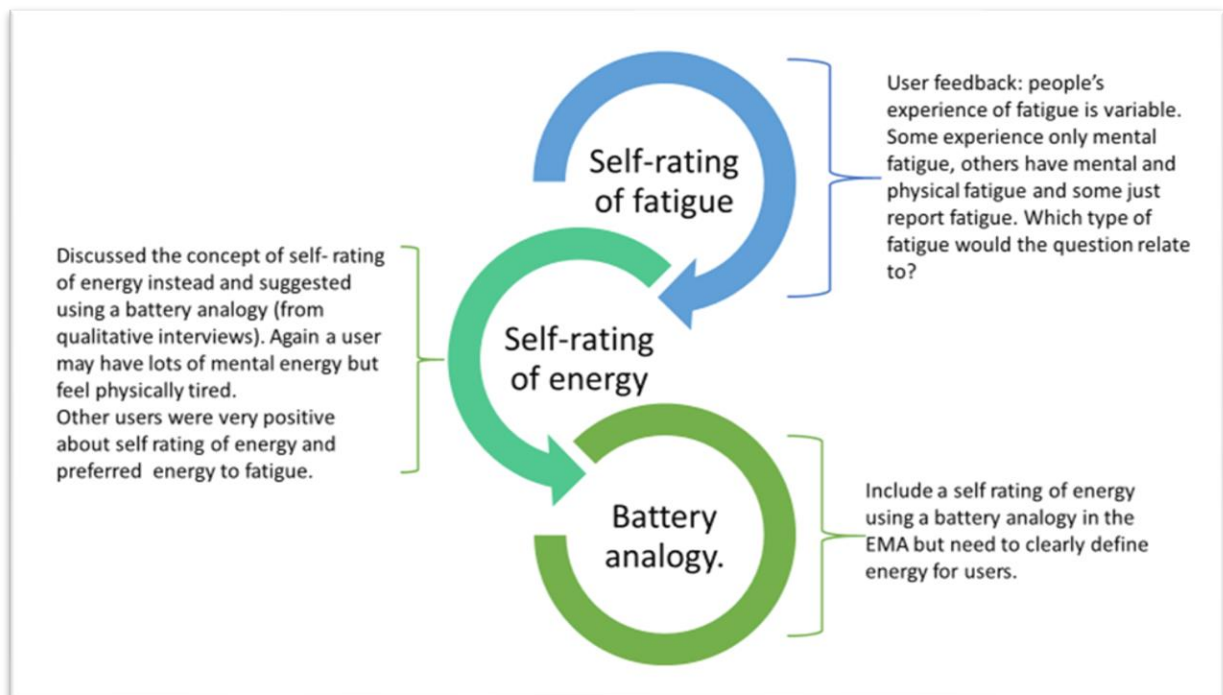 Self-rating
of fatigue
User feedback: people's
experience of fatigue is variable.
Some experience only mental
fatigue, others have mental and
physical fatigue and some just
report fatigue. Which type of
fatigue would the question relate
to?
Discussed the concept of self- rating
of energy instead and suggested
using a battery analogy (from
qualitative interviews). Again a user
may have lots of mental energy but
feel physically tired.
Other users were very positive
about self rating of energy and
preferred energy to fatigue.
Self-rating
of energy
Battery
analogy.
Include a self rating of energy
using a battery analogy in the
EMA but need to clearly define
energy for users.